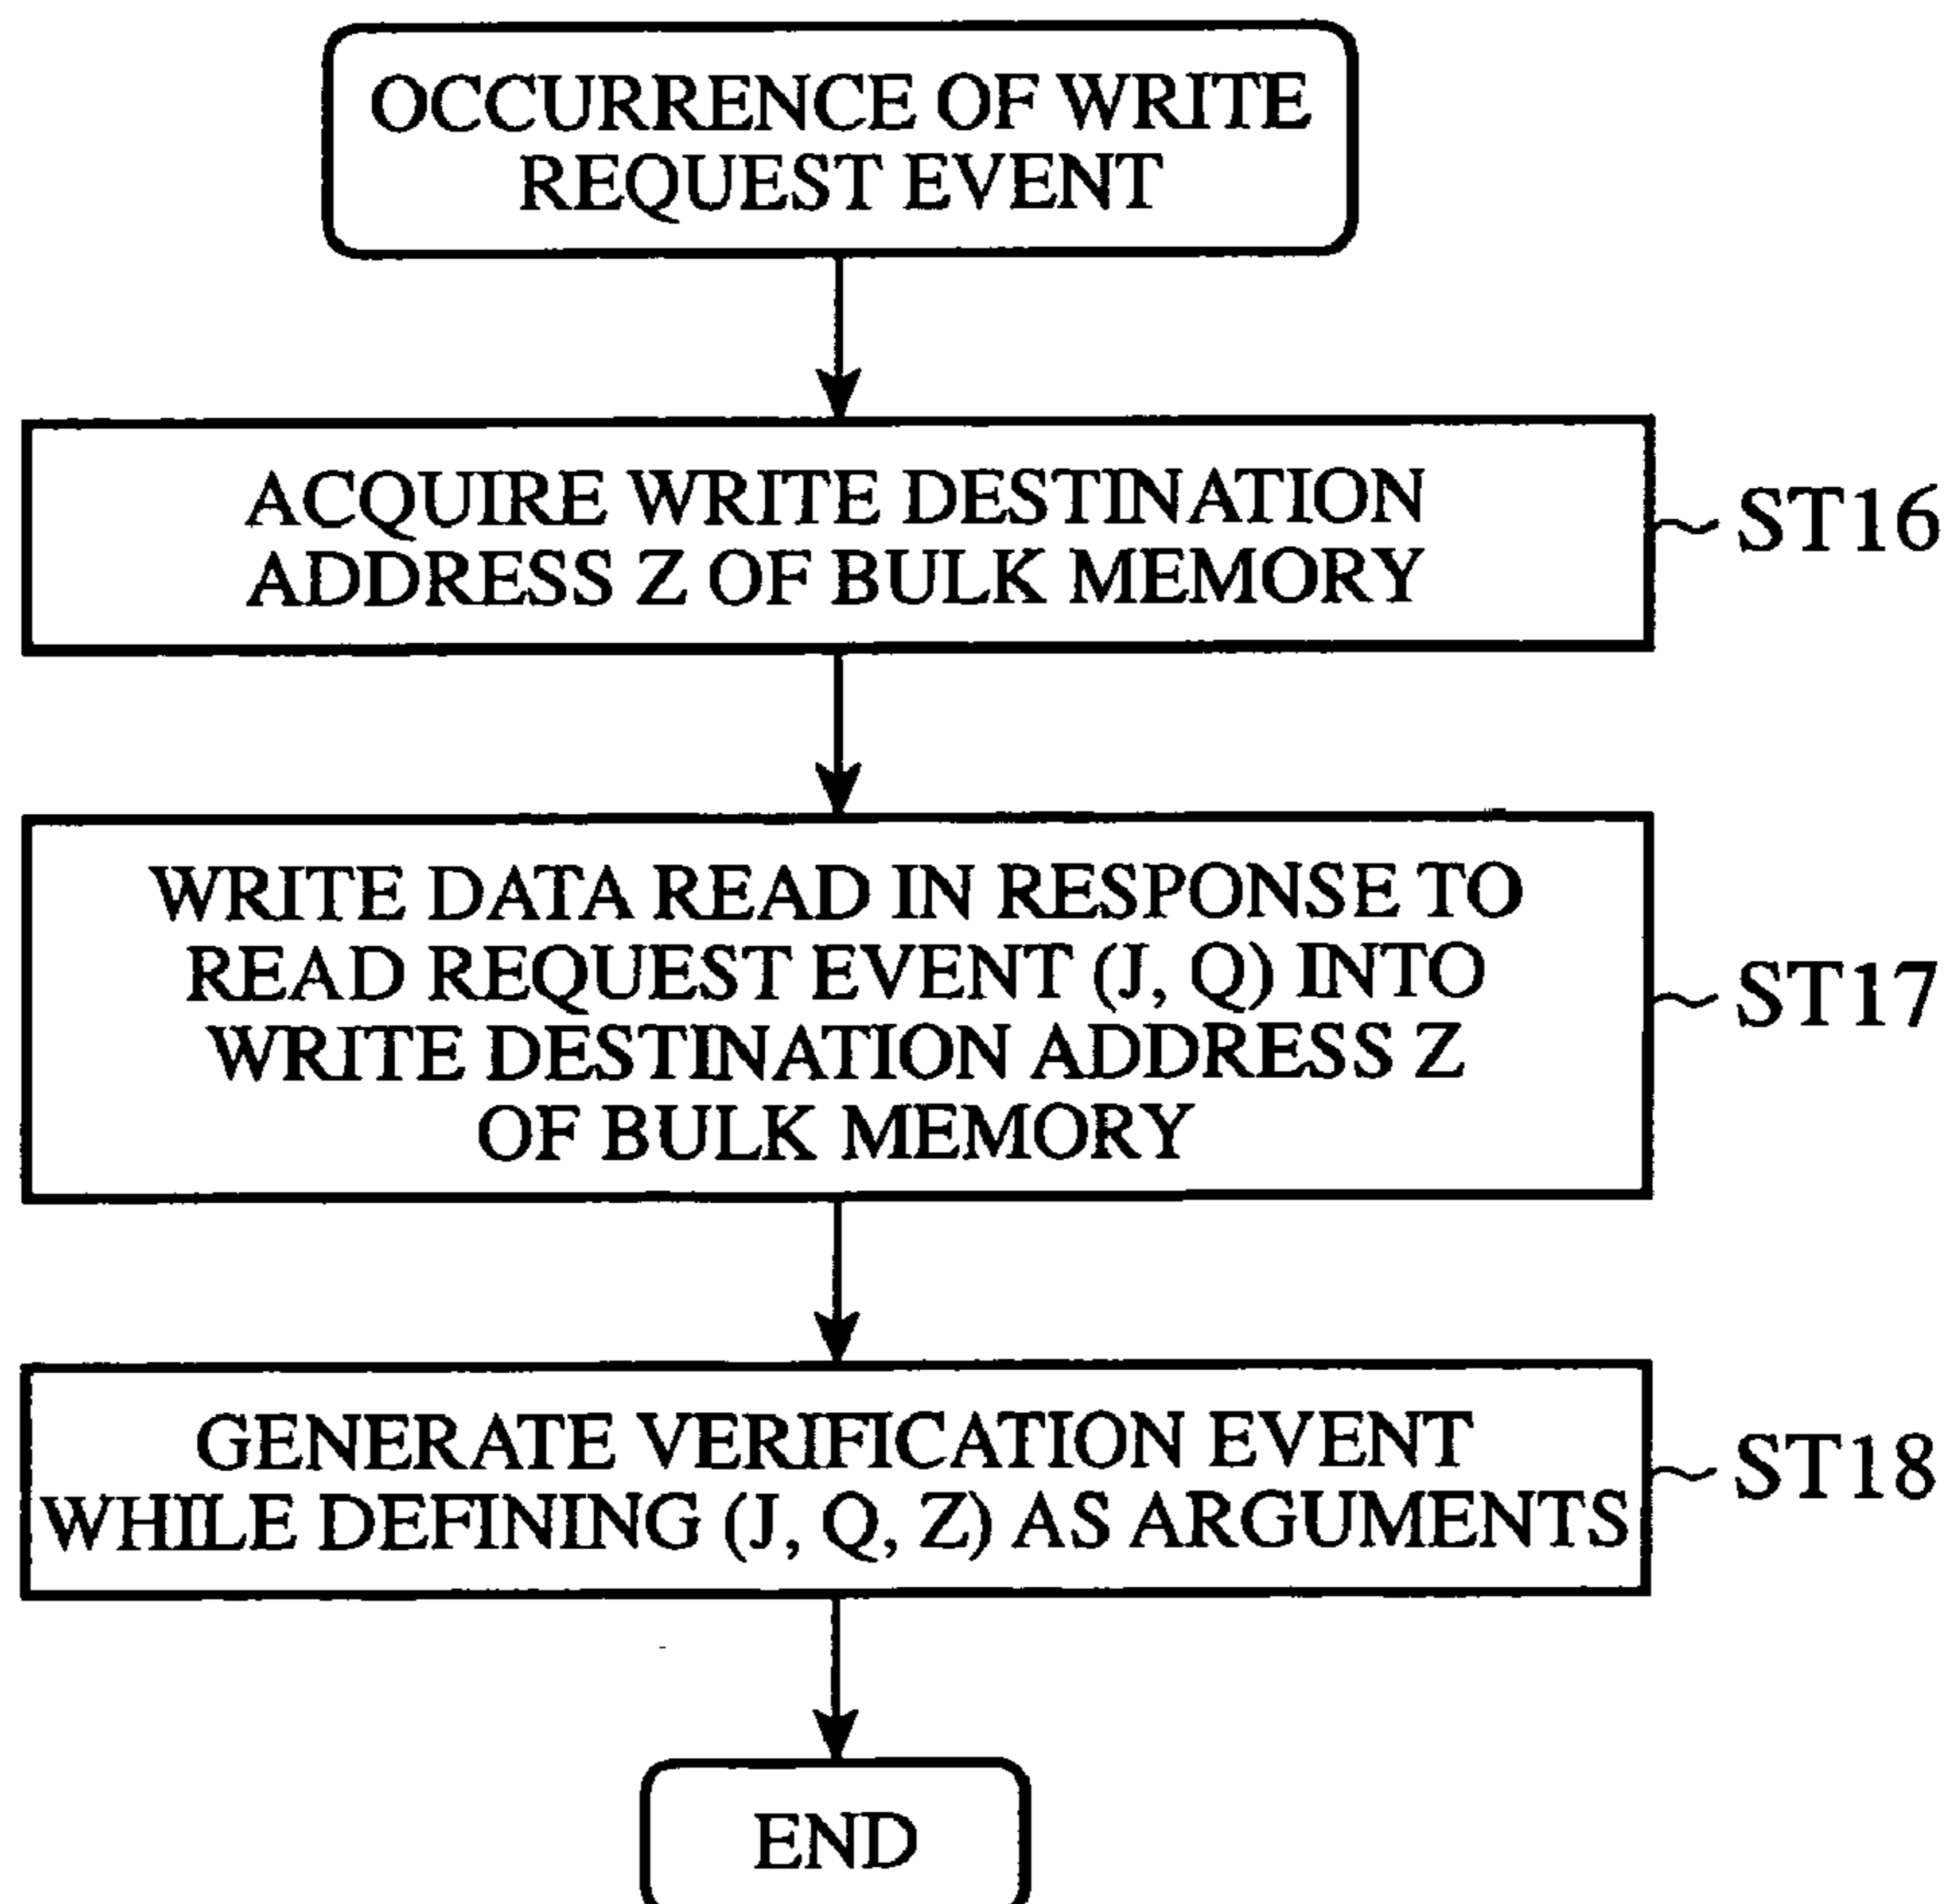 OCCURRENCE OF WRITE
REQUEST EVENT
ACQUIRE WRITE DESTINATION
ADDRESS Z OF BULK MEMORY
ST16
WRITE DATA READ IN RESPONSE TO
READ REQUEST EVENT (J, Q) INTO
WRITE DESTINATION ADDRESS Z
OF BULK MEMORY
ST17
GENERATE VERIFICATION EVENT
WHILE DEFINING (J, Q, Z) AS ARGUMENTS
ST18
END